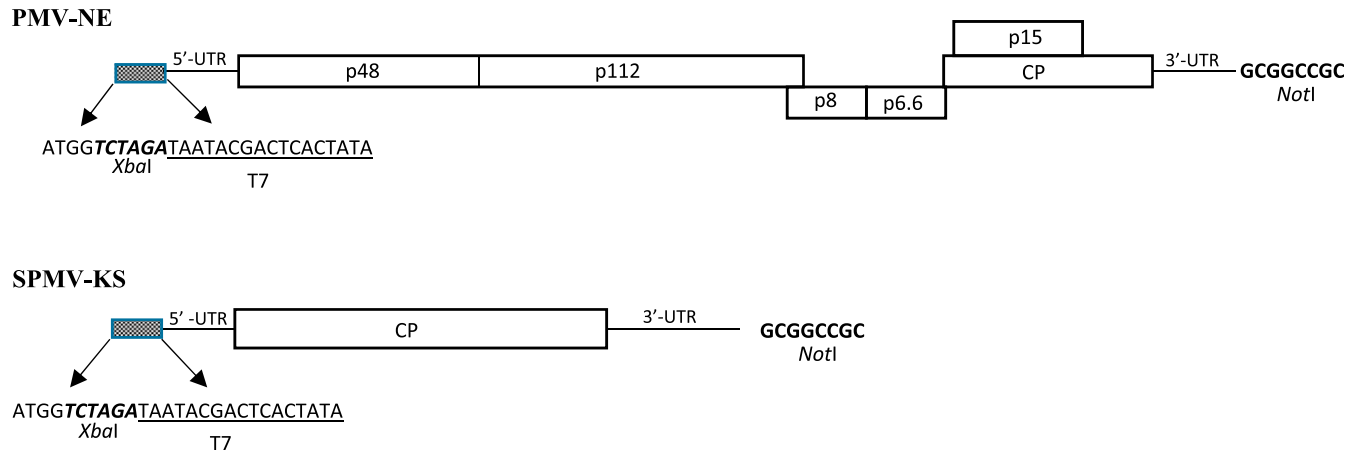 PMV-NE
p15
5’-UTR
p48
p112
CP
3’-UTR
GCGGCCGC
NotI
p8
p6.6
ATGGTCTAGATAATACGACTCACTATA
XbaI
T7
SPMV-KS
5’ -UTR
CP
3’-UTR
GCGGCCGC
NotI
ATGGTCTAGATAATACGACTCACTATA
XbaI
T7